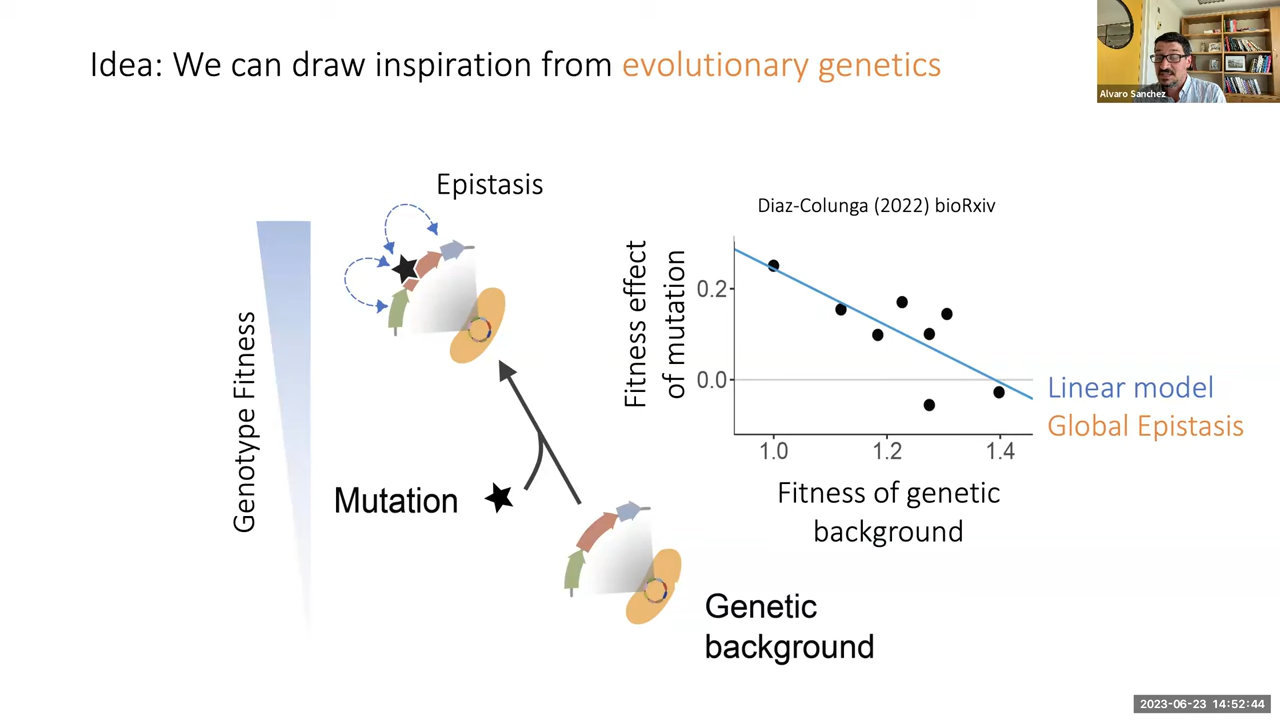 Idea: We can draw inspiration from evolutionary genetics
Alvaro Sanchez
Epistasis
Genotype Fitness
Mutation
Genetic
background
Diaz-Colunga (2022) bioRxiv
Fitness effect
of mutation
0.2
0.0
1.0 1.2 1.4
Fitness of genetic
background
Linear model
Global Epistasis
2023-06-23 14:52:44